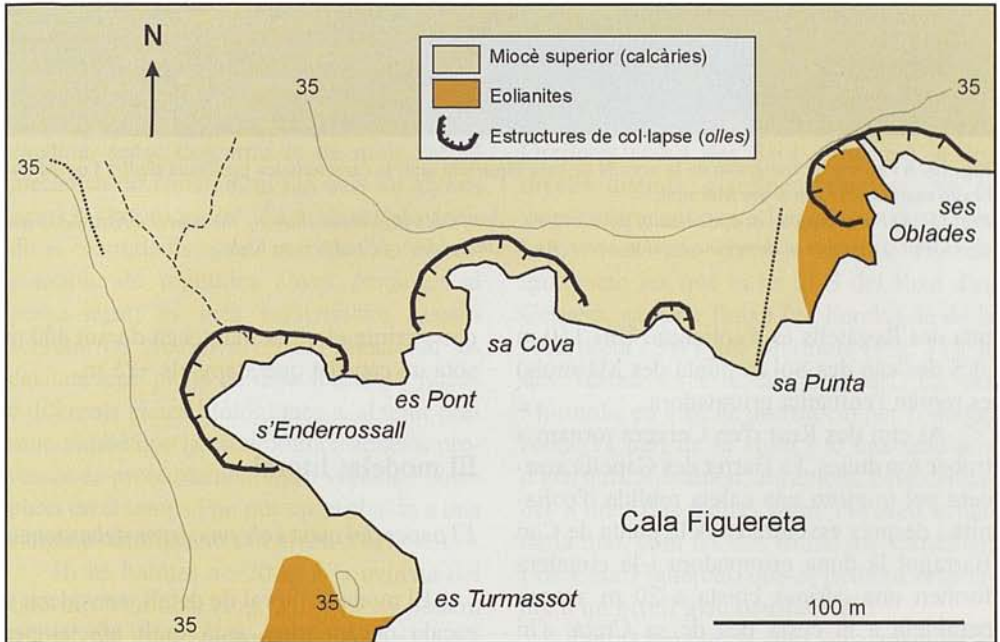 N
Miocè superior (calcàries)
Eolianites
Estructures de col·lapse (olles)
35
35
35
ses
Oblades
sa Cova
es Pont
s'Enderrossall
sa Punta
Cala Figuereta
es Turmassot
35
35
100 m